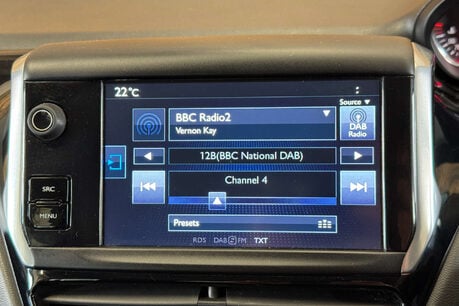 22°C
Source
BBC Radio2
Vernon Kay
DAB
Radio
12B(BBC National DAB)
Channel 4
SRC
MENU
Presets
RDS DAB FM TXT